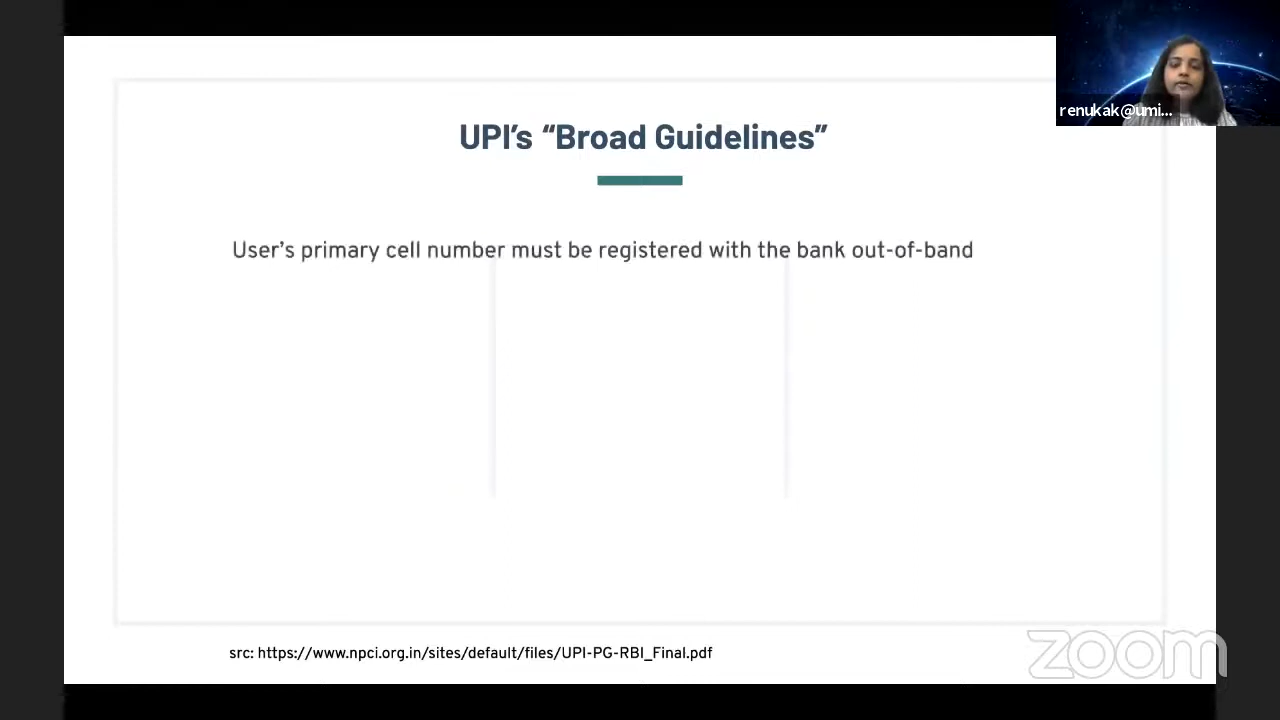 renukak@umi...
UPI's “Broad Guidelines”
User's primary cell number must be registered with the bank out-of-band
src: https://www.npci.org.in/sites/default/files/UPI-PG-RBI_Final.pdf
zoom